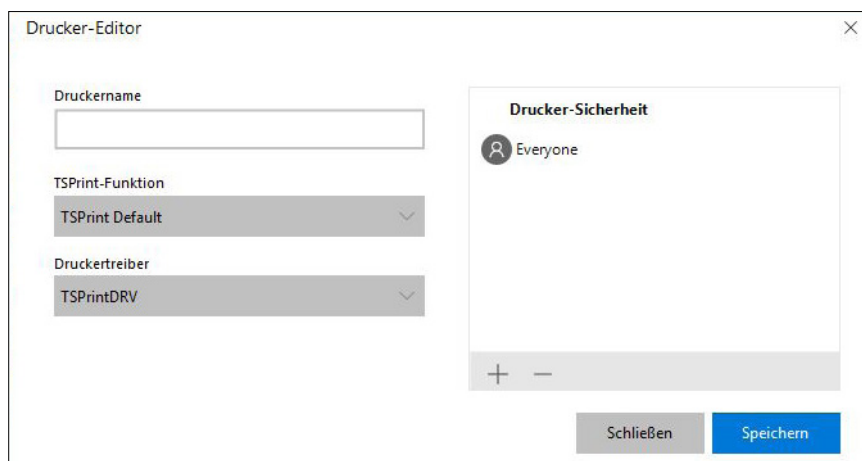 Drucker-Editor
Druckername
TSPrint-Funktion
TSPrint Default
Druckertreiber
TSPrintDRV
Drucker-Sicherheit
Everyone
Schließen
Speichern